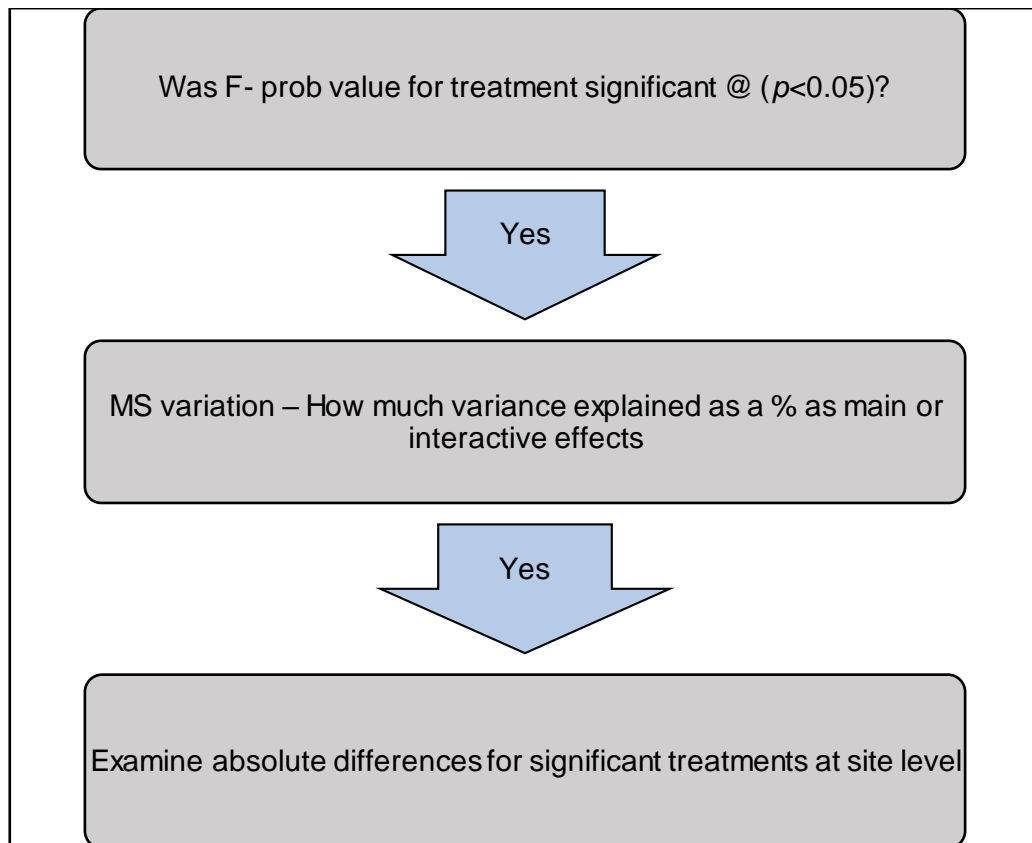 Was F- prob value for treatment significant @ (p<0.05)?
Yes
MS variation – How much variance explained as a % as main or
interactive effects
Yes
Examine absolute differences for significant treatments at site level